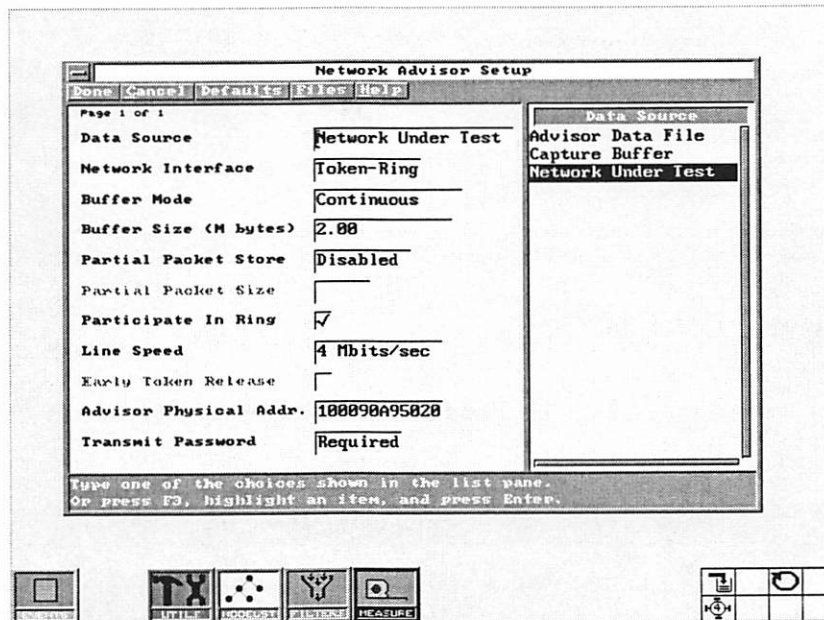 Network Advisor Setup
Done Cancel Defaults Files Help
Page 1 of 1
Data Source Network Under Test
Network Interface Token-Ring
Buffer Mode Continuous
Buffer Size (M bytes) 2.00
Partial Packet Store Disabled
Partial Packet Size
Participate In Ring
Line Speed 4 Mbits/sec
Early Token Release
Advisor Physical Addr. 100090A95020
Transmit Password Required
Data Source
Advisor Data File
Capture Buffer
Network Under Test
Type one of the choices shown in the list pane.
Or press F3, highlight an item, and press Enter.
UTILS NODELST FILTERS MEASURE
4